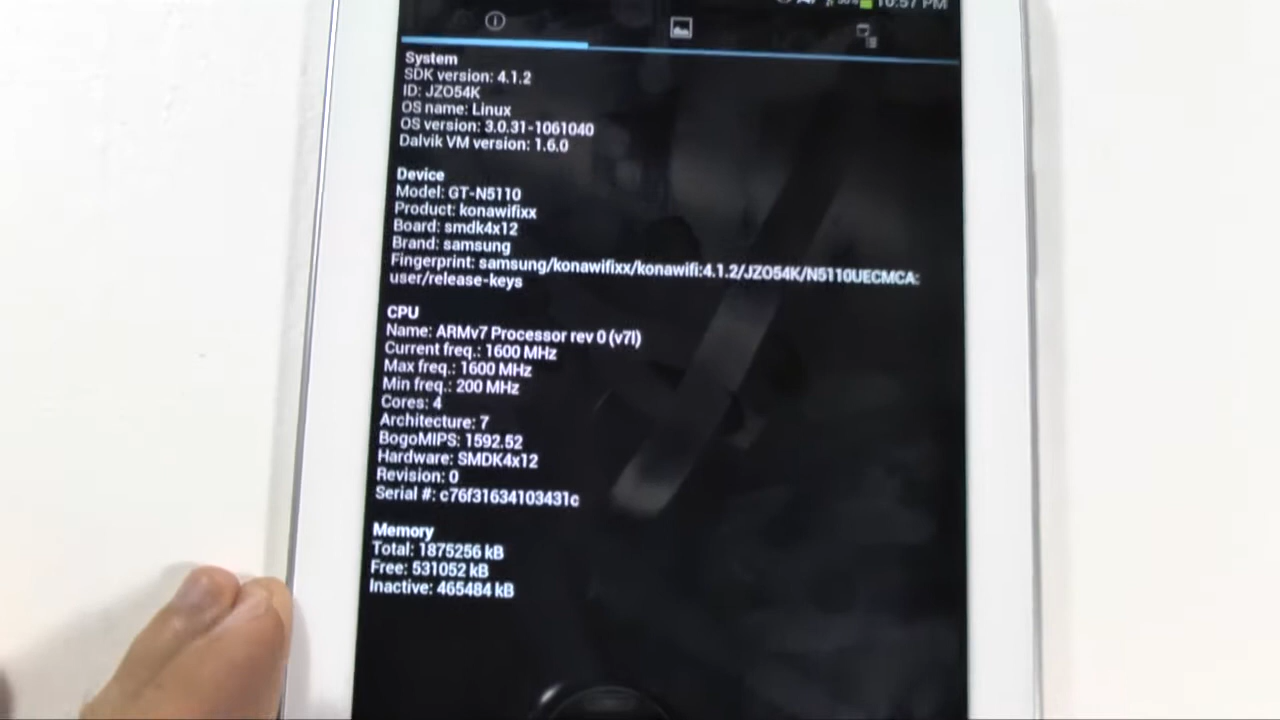 10:57 PM
System
SDK version: 4.1.2
ID: JZO54K
OS name: Linux
OS version: 3.0.31-1061040
Dalvik VM version: 1.6.0
Device
Model: GT-N5110
Product: konawifixx
Board: smdk4x12
Brand: samsung
Fingerprint: samsung/konawifixx/konawifi:4.1.2/JZO54K/N5110UECMCA:
user/release-keys
CPU
Name: ARMv7 Processor rev 0 (v7l)
Current freq.: 1600 MHz
Max freq.: 1600 MHz
Min freq.: 200 MHz
Cores: 4
Architecture: 7
BogoMIPS: 1592.52
Hardware: SMDK4x12
Revision: 0
Serial #: c76f31634103431c
Memory
Total: 1875256 kB
Free: 531052 kB
Inactive: 465484 kB